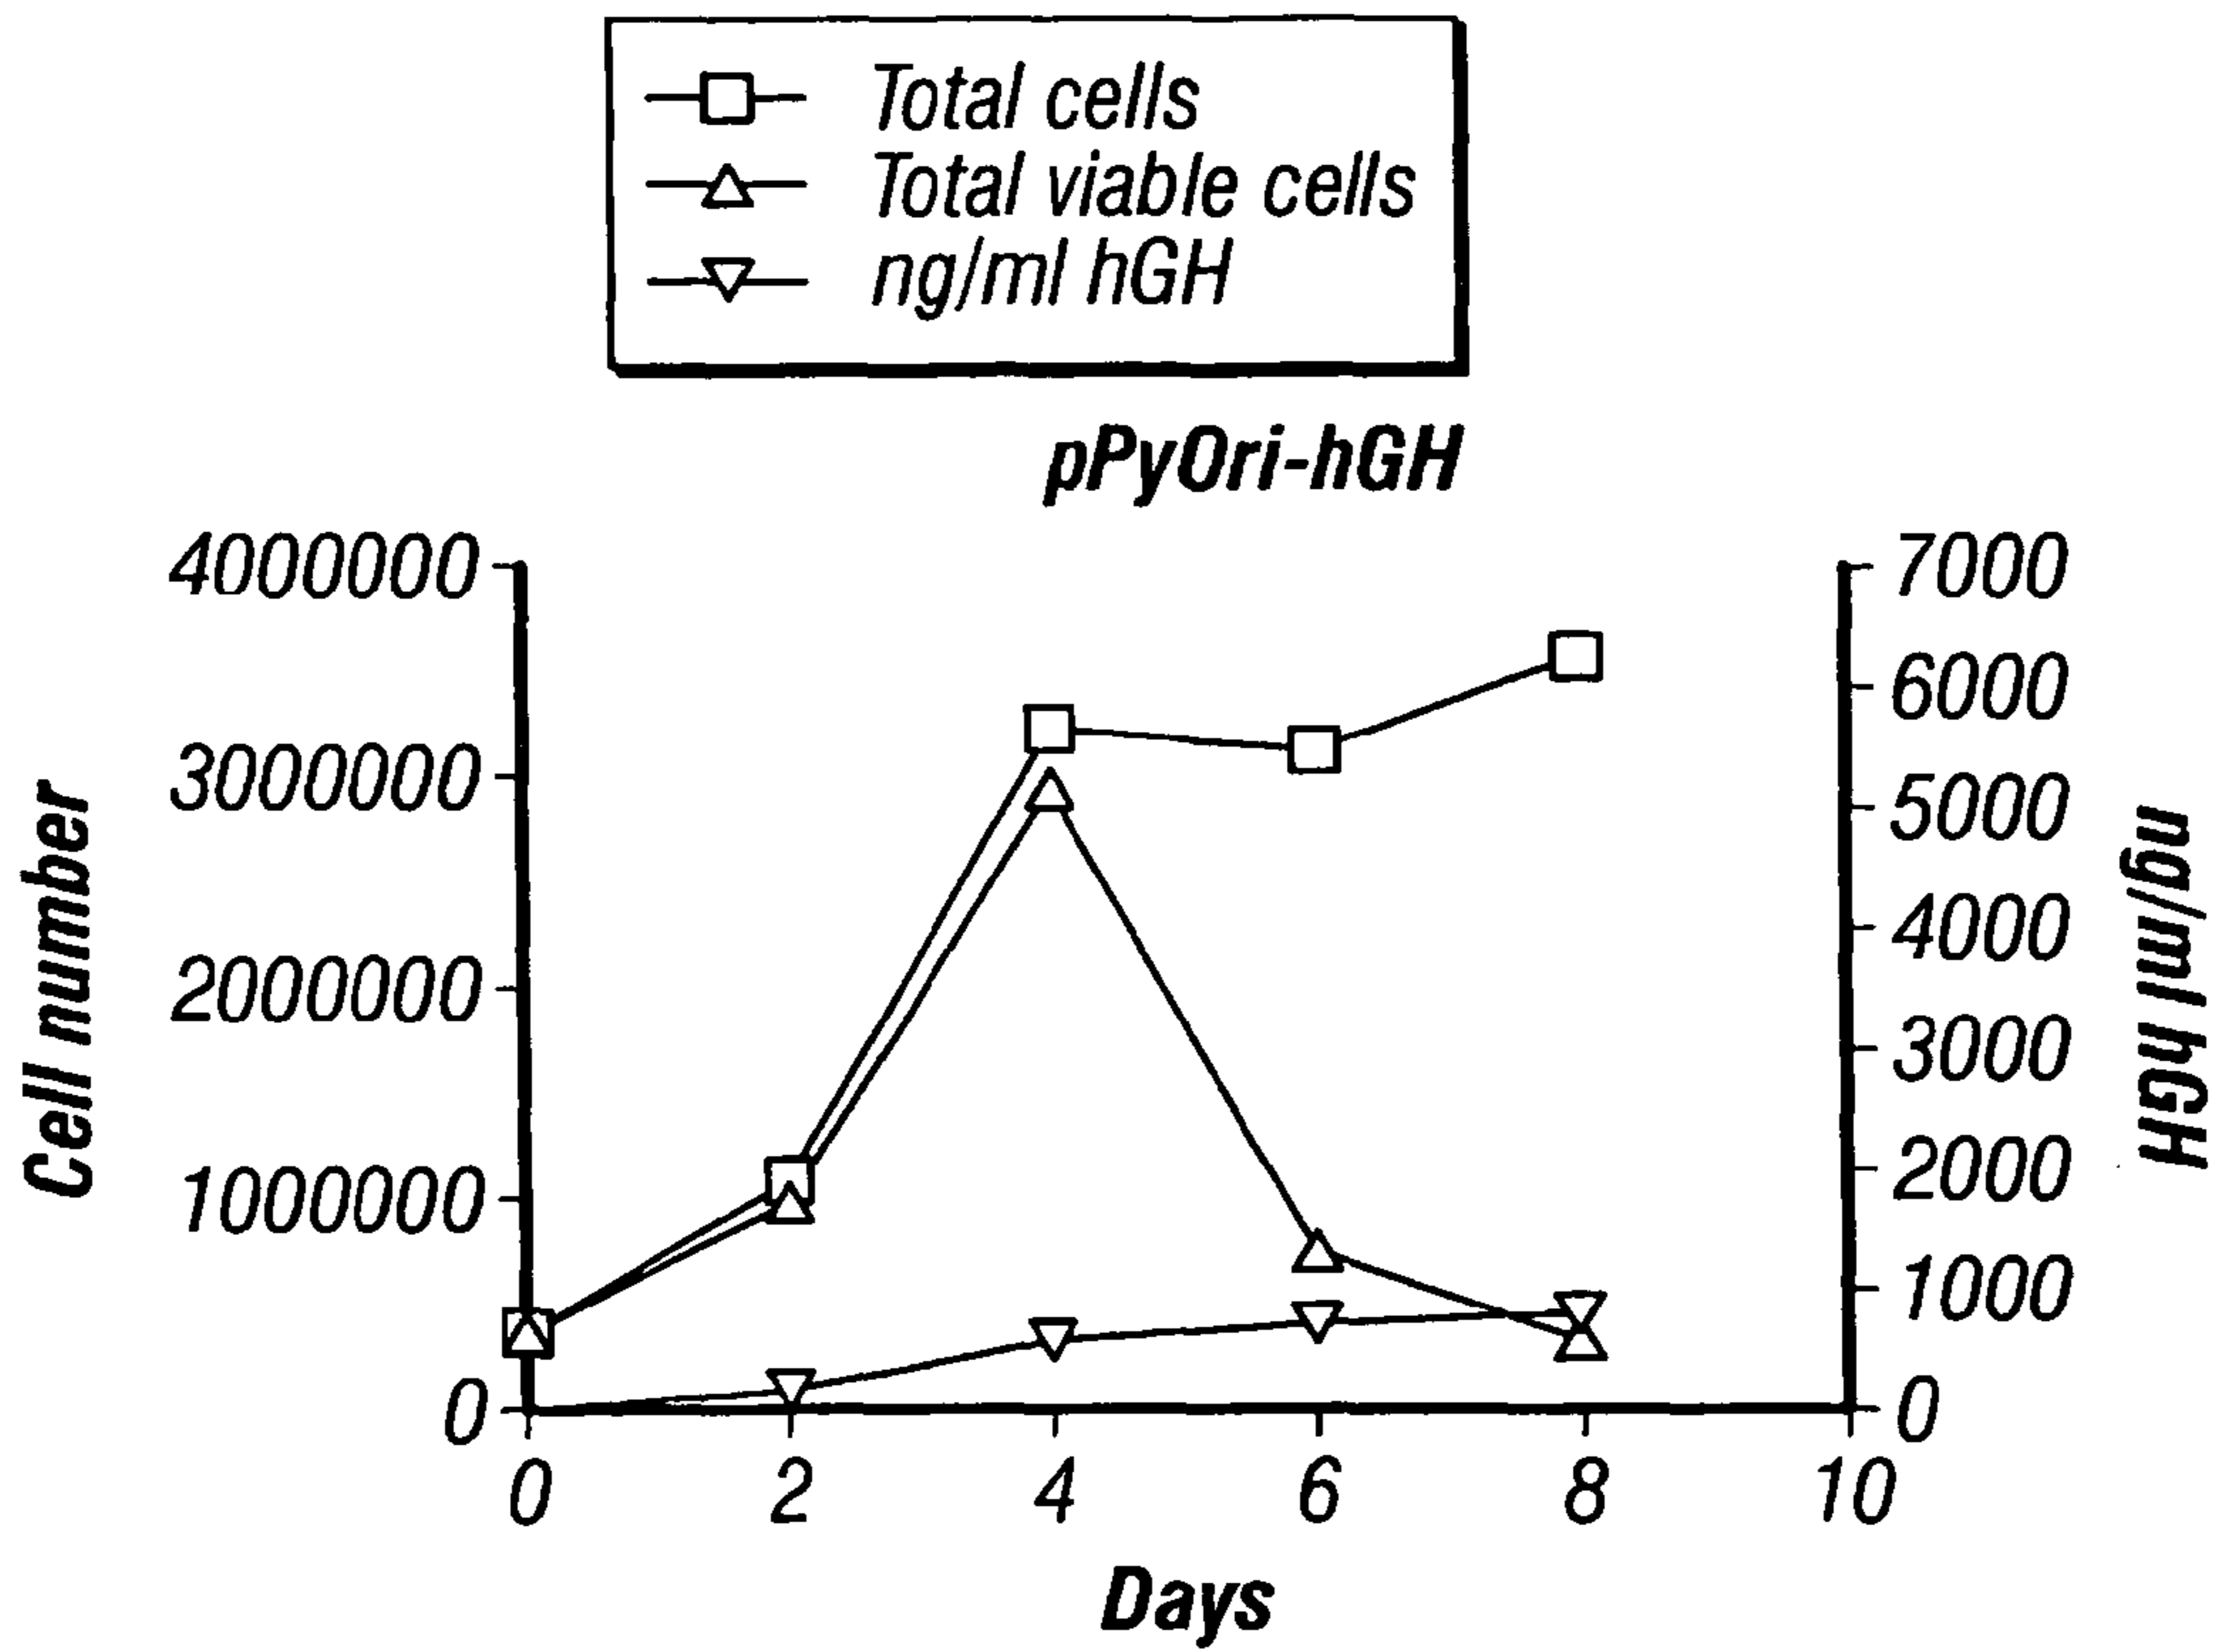 Total cells
Total viable cells
ng/ml hGH
pPyOri-hGH
4000000
3000000
2000000
1000000
0
Cell number
7000
6000
5000
4000
3000
2000
1000
0
ng/ml hGH
0 2 4 6 8 10
Days